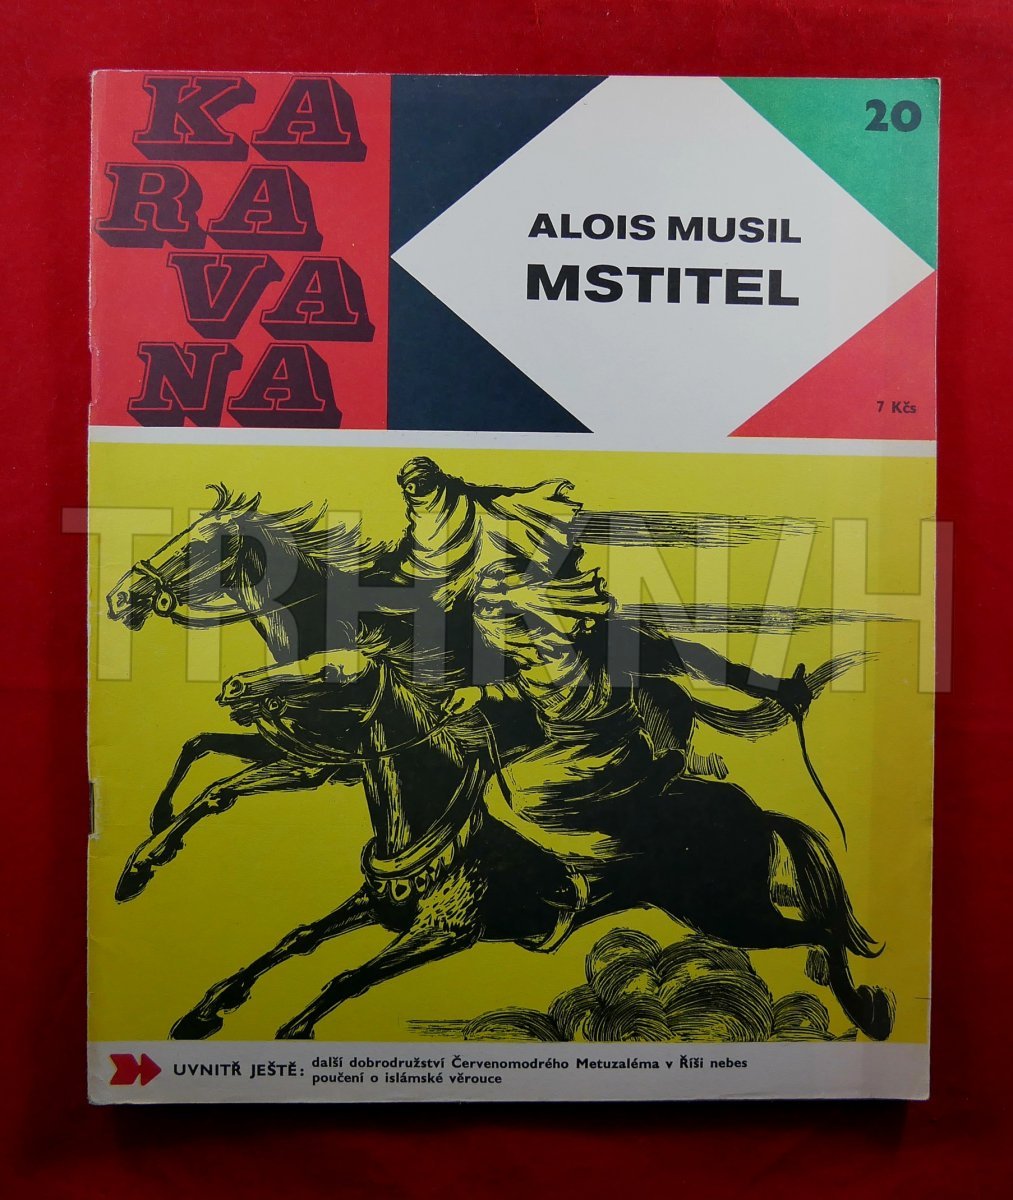 KA
RA
VA
NA
20
ALOIS MUSIL
MSTITEL
7 Kčs
TRHKNIH
UVNITŘ JEŠTĚ: další dobrodružství Červenomodrého Metuzaléma v Říši nebes
poučení o islámské věrouce